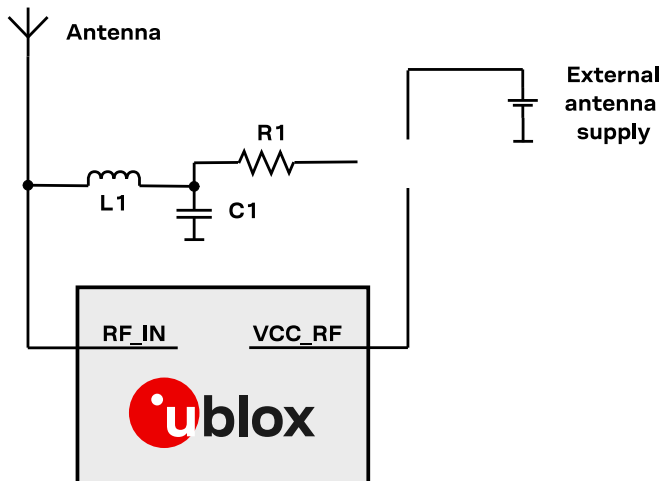 Antenna
External
antenna
supply
R1
L1
C1
RF_IN
VCC_RF
ublox